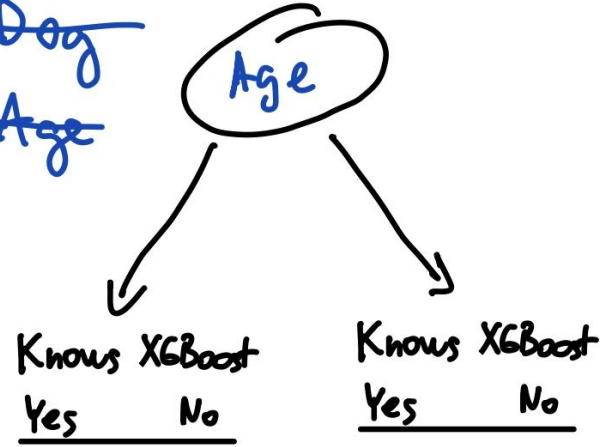 Dog
Age
Age
Knows XGBoost
Yes No
Knows XGBoost
Yes No